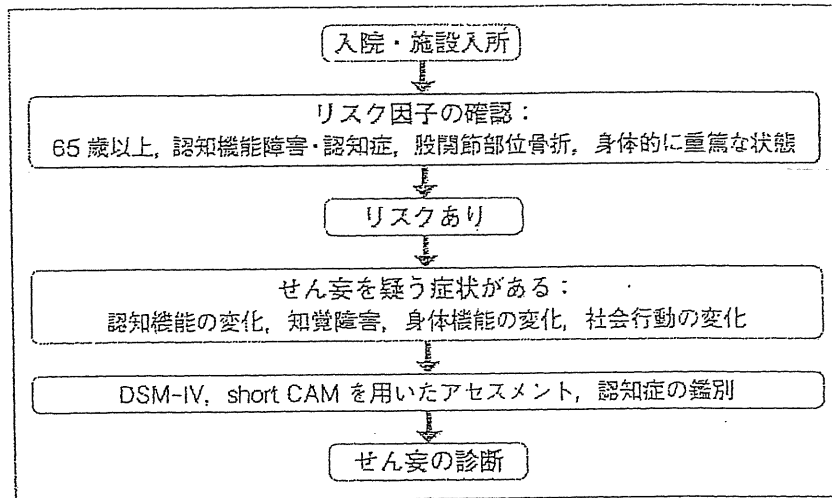 入院・施設入所
リスク因子の確認：
65 歳以上，認知機能障害・認知症，股関節部位骨折，身体的に重篤な状態
リスクあり
せん妄を疑う症状がある：
認知機能の変化，知覚障害，身体機能の変化，社会行動の変化
DSM-IV，short CAM を用いたアセスメント，認知症の鑑別
せん妄の診断